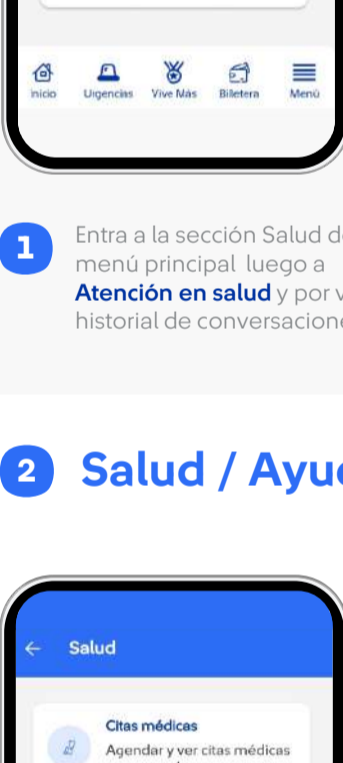 Inicio Urgencias Vive Más Billetera Menú
1
Entra a la sección Salud d
menú principal luego a
Atención en salud y por v
historial de conversacion
2 Salud / Ayu
← Salud
Citas médicas
Agendar y ver citas médicas